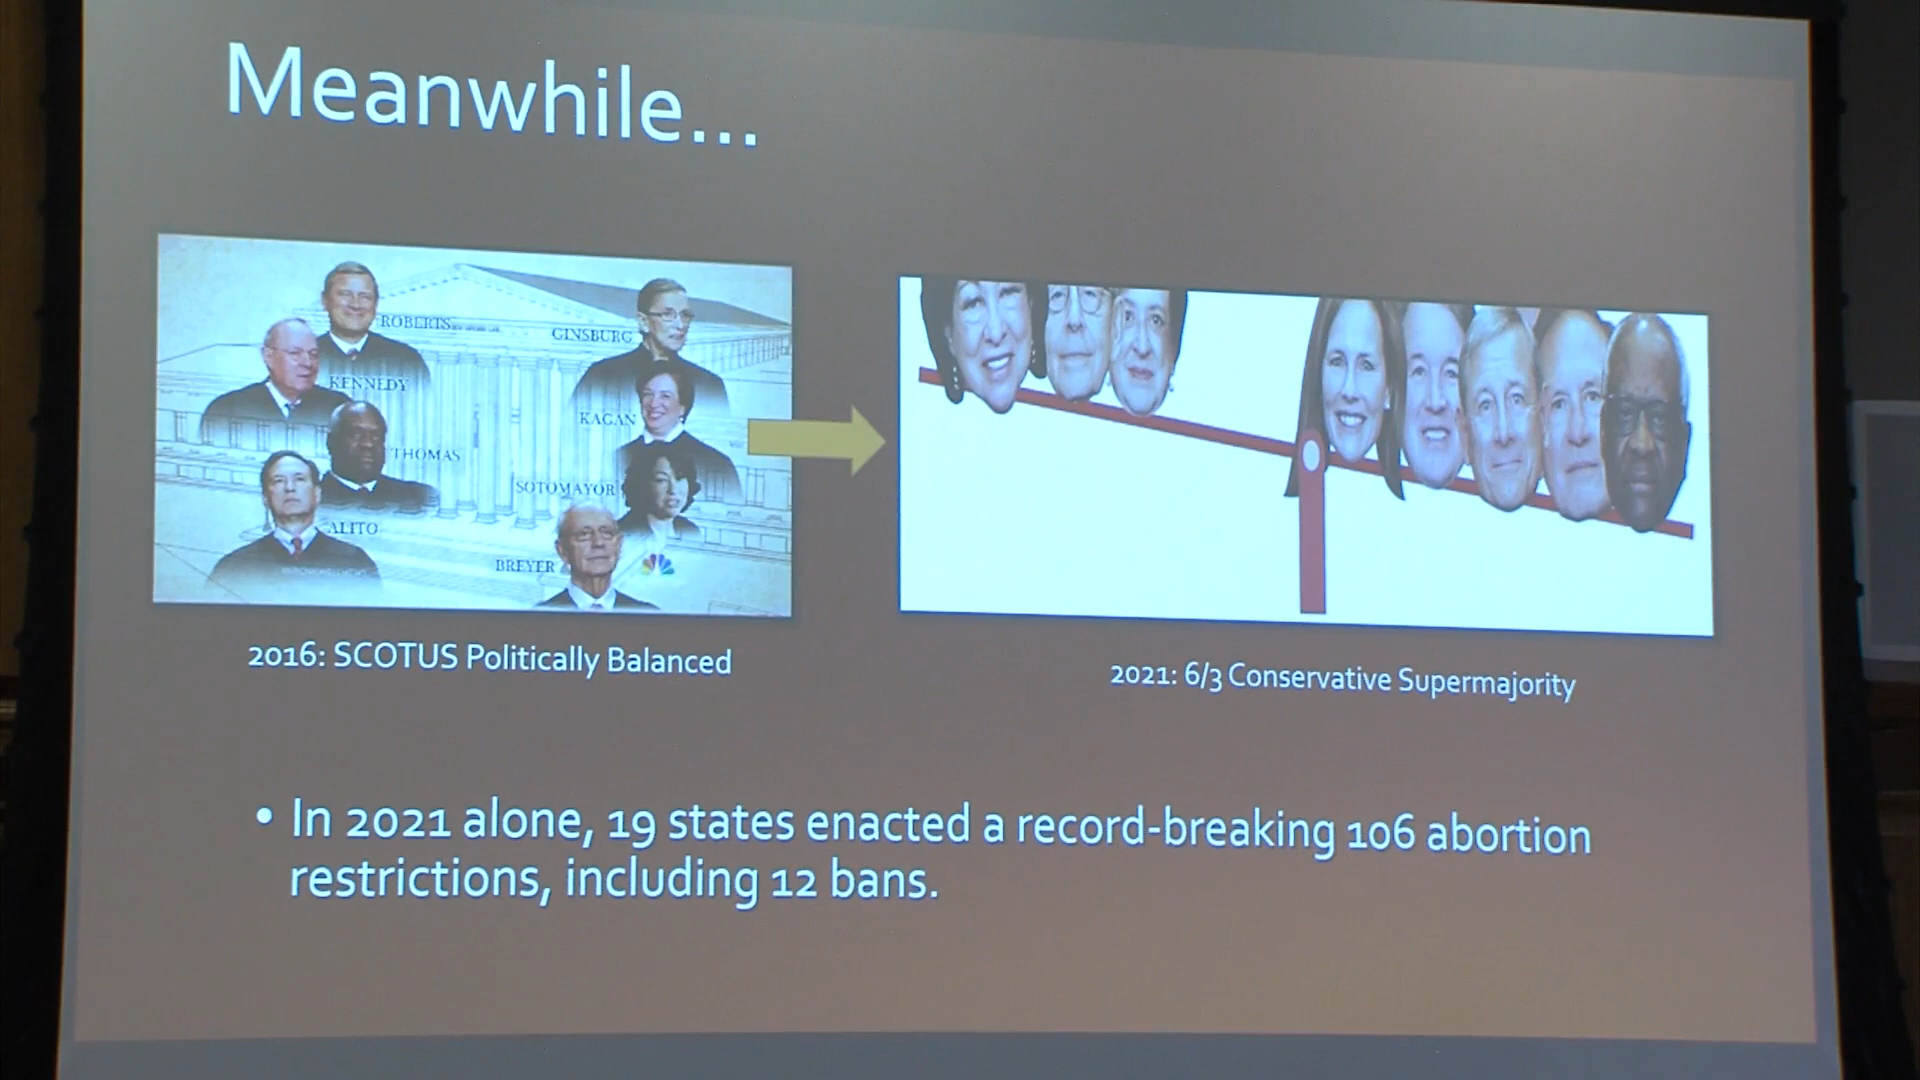 Meanwhile...
ROBERTS
GINSBURG
KENNEDY
KAGAN
THOMAS
SOTOMAYOR
ALITO
BREYER
2016: SCOTUS Politically Balanced
2021: 6/3 Conservative Supermajority
• In 2021 alone, 19 states enacted a record-breaking 106 abortion
restrictions, including 12 bans.